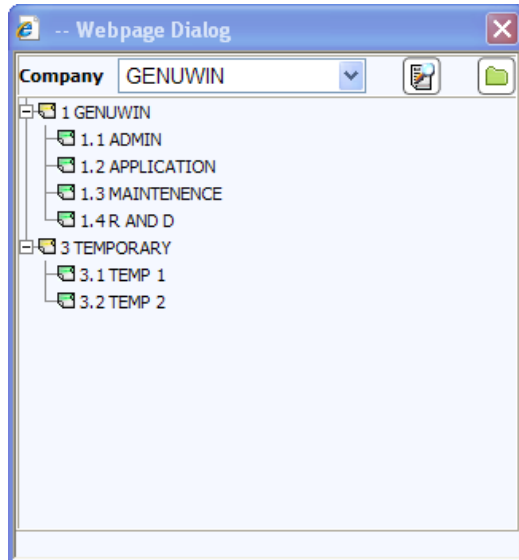 -- Webpage Dialog
Company GENUWIN
1 GENUWIN
1.1 ADMIN
1.2 APPLICATION
1.3 MAINTENENCE
1.4 R AND D
3 TEMPORARY
3.1 TEMP 1
3.2 TEMP 2